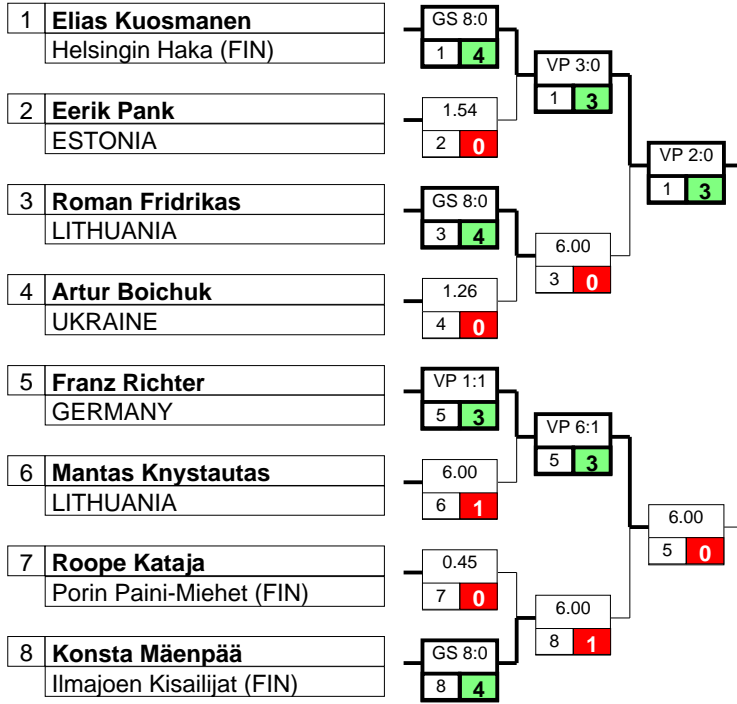 1 Elias Kuosmanen
Helsingin Haka (FIN)
GS 8:0
1 4
VP 3:0
1 3
2 Eerik Pank
ESTONIA
1.54
2 0
VP 2:0
1 3
3 Roman Fridrikas
LITHUANIA
GS 8:0
3 4
6.00
3 0
4 Artur Boichuk
UKRAINE
1.26
4 0
5 Franz Richter
GERMANY
VP 1:1
5 3
VP 6:1
5 3
6 Mantas Knystautas
LITHUANIA
6.00
6 1
6.00
5 0
7 Roope Kataja
Porin Paini-Miehet (FIN)
0.45
7 0
6.00
8 1
8 Konsta Mäenpää
Ilmajoen Kisailijat (FIN)
GS 8:0
8 4